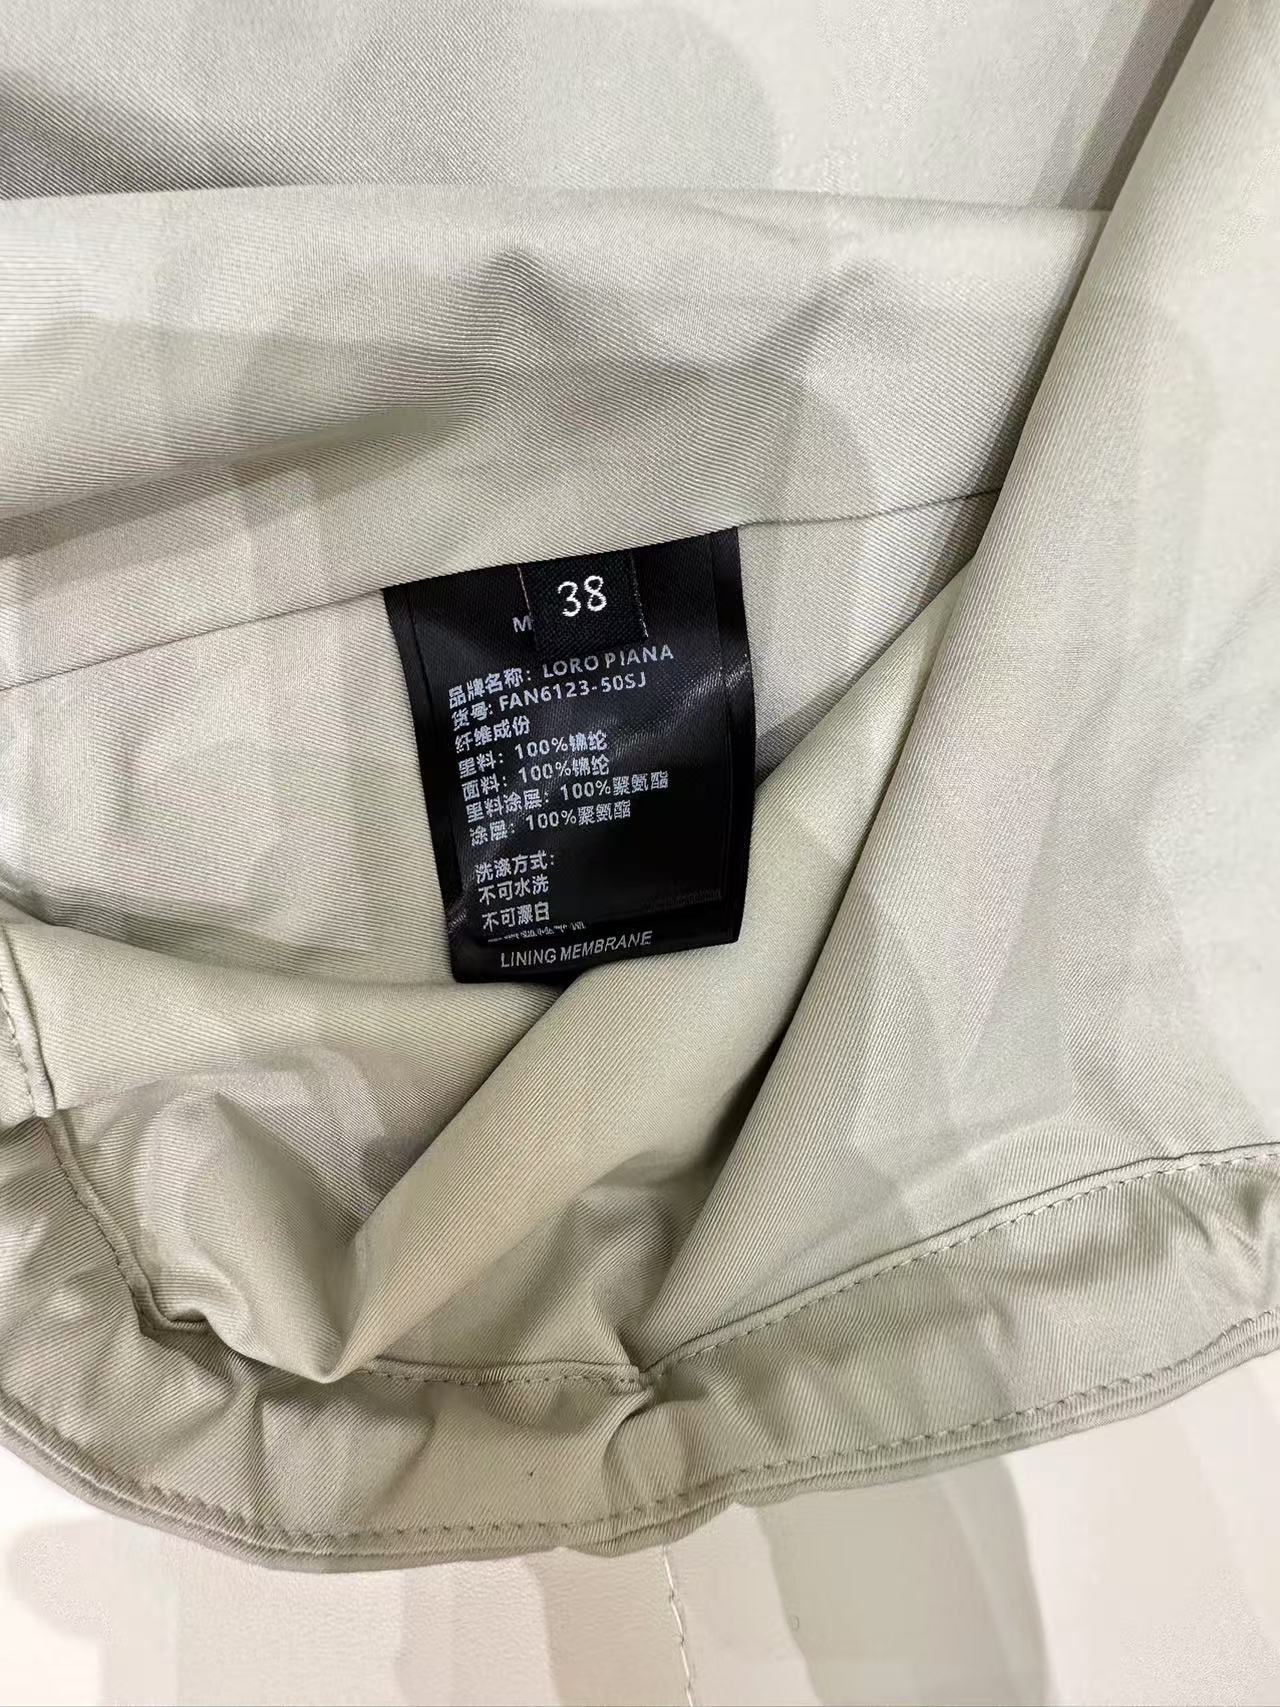 38
M
品牌名称: LORO PIANA
货号: FAN6123-50SJ
纤维成份
里料: 100%锦纶
面料: 100%锦纶
里料涂层: 100%聚氨酯
涂层: 100%聚氨酯
洗涤方式:
不可水洗
不可漂白
LINING MEMBRANE